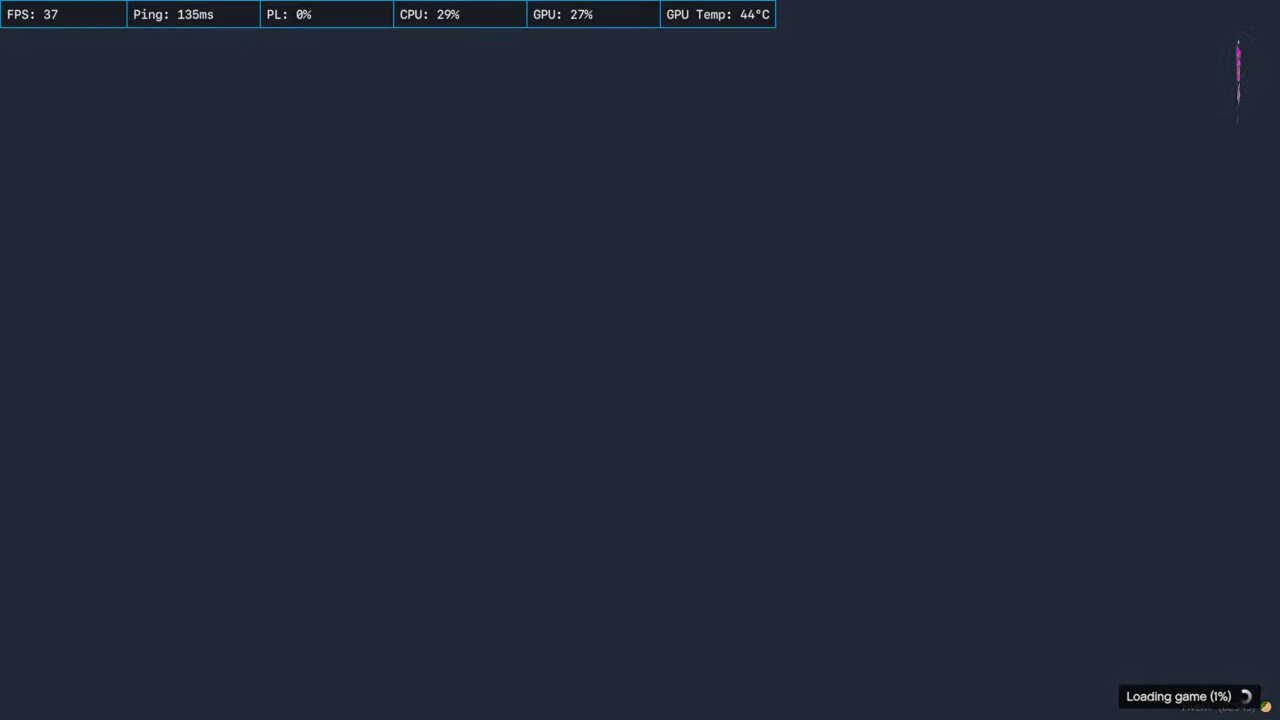 FPS: 37 Ping: 135ms PL: 0% CPU: 29% GPU: 27% GPU Temp: 44°C
Loading game (1%)